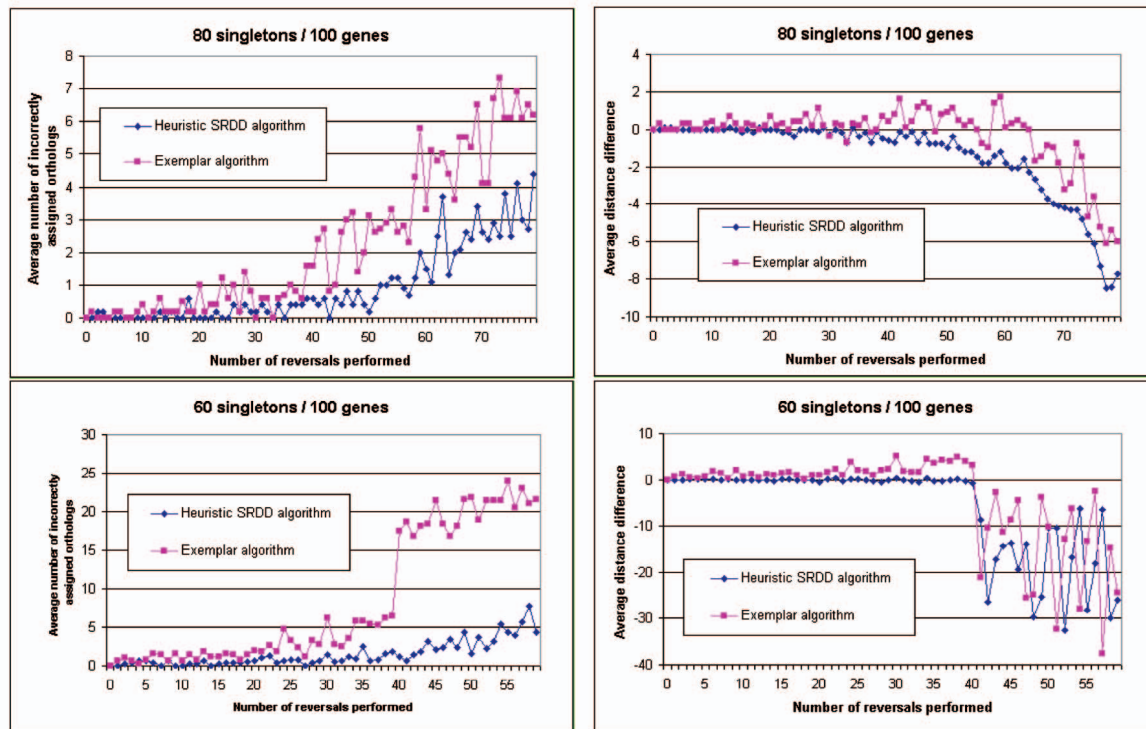 80 singletons / 100 genes
8
7
6
5
4
3
2
1
0
Average number of incorrectly
assigned orthologs
Heuristic SRDD algorithm
Exemplar algorithm
0 10 20 30 40 50 60 70
Number of reversals performed
80 singletons / 100 genes
4
2
0
-2
-4
-6
-8
-10
Average distance difference
Heuristic SRDD algorithm
Exemplar algorithm
0 10 20 30 40 50 60 70
Number of reversals performed
60 singletons / 100 genes
30
25
20
15
10
5
0
Average number of incorrectly
assigned orthologs
Heuristic SRDD algorithm
Exemplar algorithm
0 5 10 15 20 25 30 35 40 45 50 55
Number of reversals performed
60 singletons / 100 genes
10
0
-10
-20
-30
-40
Average distance difference
Heuristic SRDD algorithm
Exemplar algorithm
0 5 10 15 20 25 30 35 40 45 50 55
Number of reversals performed